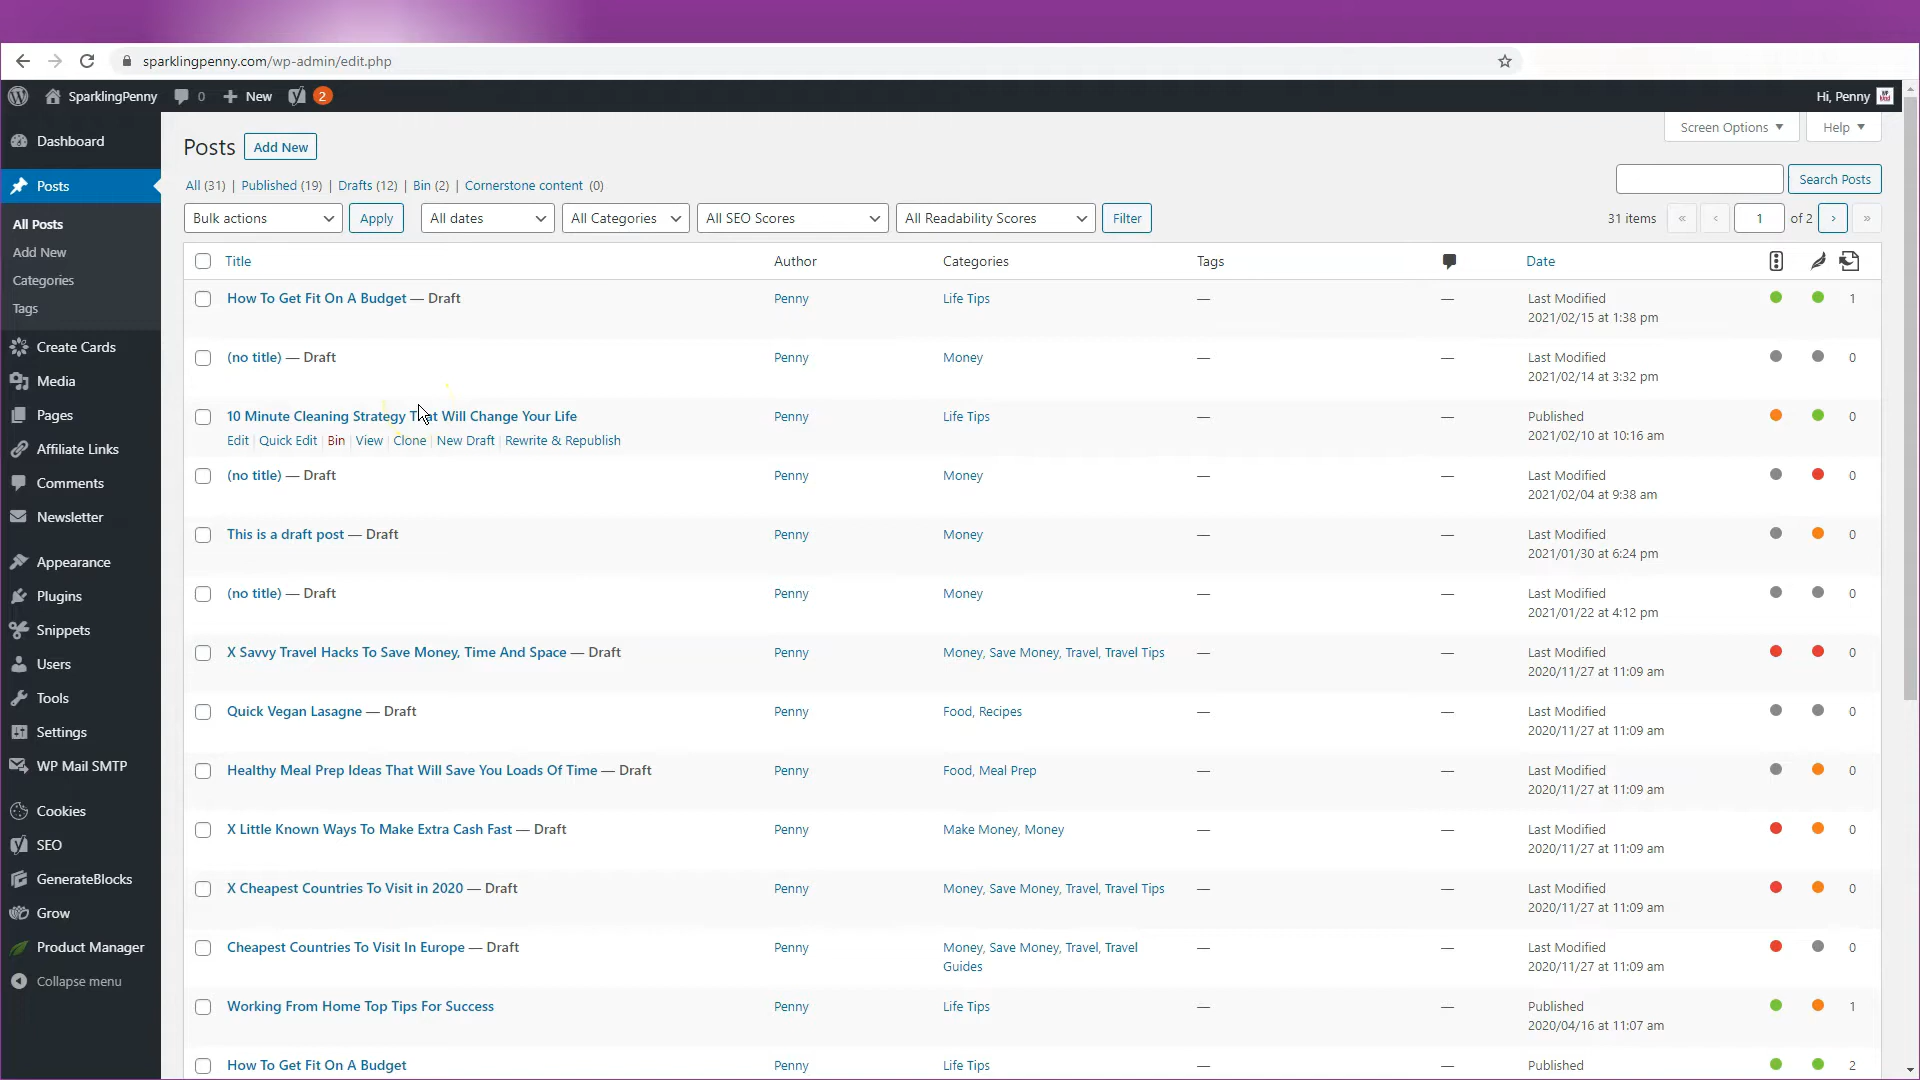 sparklingpenny.com/wp-admin/edit.php
SparklingPenny 0 New 2 Hi, Penny
Dashboard
Posts
All Posts
Add New
Categories
Tags
Create Cards
Media
Pages
Affiliate Links
Comments
Newsletter
Appearance
Plugins
Snippets
Users
Tools
Settings
WP Mail SMTP
Cookies
SEO
GenerateBlocks
Grow
Product Manager
Collapse menu
Screen Options Help
Posts Add New
All (31) | Published (19) | Drafts (12) | Bin (2) | Cornerstone content (0)
Search Posts
Bulk actions Apply All dates All Categories All SEO Scores All Readability Scores Filter 31 items « ‹ 1 of 2 › »
Title Author Categories Tags Date
How To Get Fit On A Budget — Draft Penny Life Tips — — Last Modified 1
2021/02/15 at 1:38 pm
(no title) — Draft Penny Money — — Last Modified 0
2021/02/14 at 3:32 pm
10 Minute Cleaning Strategy That Will Change Your Life Penny Life Tips — — Published 0
2021/02/10 at 10:16 am
Edit | Quick Edit | Bin | View | Clone | New Draft | Rewrite & Republish
(no title) — Draft Penny Money — — Last Modified 0
2021/02/04 at 9:38 am
This is a draft post — Draft Penny Money — — Last Modified 0
2021/01/30 at 6:24 pm
(no title) — Draft Penny Money — — Last Modified 0
2021/01/22 at 4:12 pm
X Savvy Travel Hacks To Save Money, Time And Space — Draft Penny Money, Save Money, Travel, Travel Tips — — Last Modified 0
2020/11/27 at 11:09 am
Quick Vegan Lasagne — Draft Penny Food, Recipes — — Last Modified 0
2020/11/27 at 11:09 am
Healthy Meal Prep Ideas That Will Save You Loads Of Time — Draft Penny Food, Meal Prep — — Last Modified 0
2020/11/27 at 11:09 am
X Little Known Ways To Make Extra Cash Fast — Draft Penny Make Money, Money — — Last Modified 0
2020/11/27 at 11:09 am
X Cheapest Countries To Visit in 2020 — Draft Penny Money, Save Money, Travel, Travel Tips — — Last Modified 0
2020/11/27 at 11:09 am
Cheapest Countries To Visit In Europe — Draft Penny Money, Save Money, Travel, Travel — — Last Modified 0
Guides 2020/11/27 at 11:09 am
Working From Home Top Tips For Success Penny Life Tips — — Published 1
2020/04/16 at 11:07 am
How To Get Fit On A Budget Penny Life Tips — — Published 2